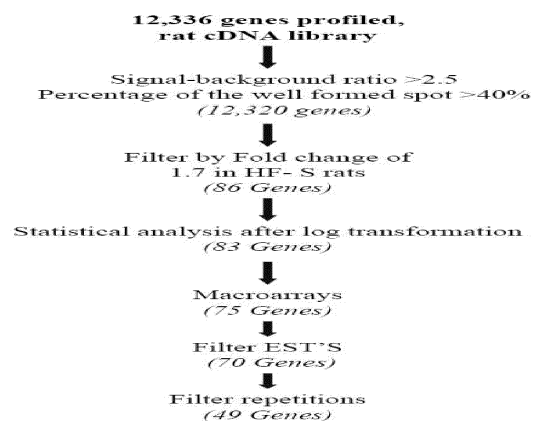 12,336 genes profiled,
rat cDNA library
Signal-background ratio >2.5
Percentage of the well formed spot >40%
(12,320 genes)
Filter by Fold change of
1.7 in HF- S rats
(86 Genes)
Statistical analysis after log transformation
(83 Genes)
Macroarrays
(75 Genes)
Filter EST'S
(70 Genes)
Filter repetitions
(49 Genes)